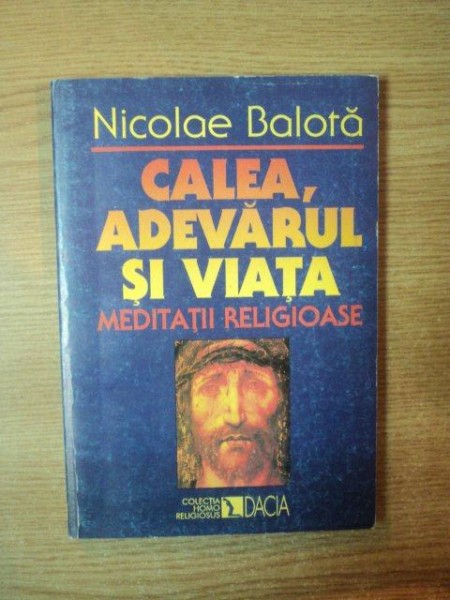 Nicolae Balotă
CALEA,
ADEVĂRUL
ŞI VIAŢA
MEDITAŢII RELIGIOASE
COLECŢIA
HOMO
RELIGIOSUS
DACIA